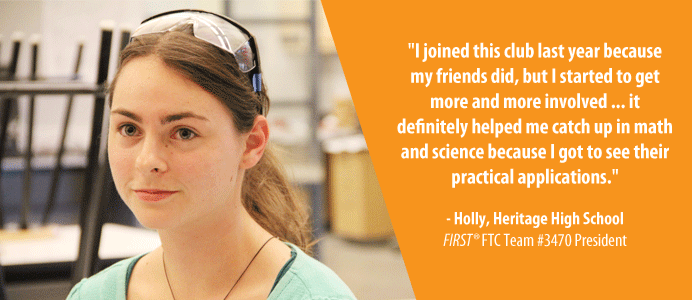 "I joined this club last year because
my friends did, but I started to get
more and more involved ... it
definitely helped me catch up in math
and science because I got to see their
practical applications."
- Holly, Heritage High School
FIRST® FTC Team #3470 President